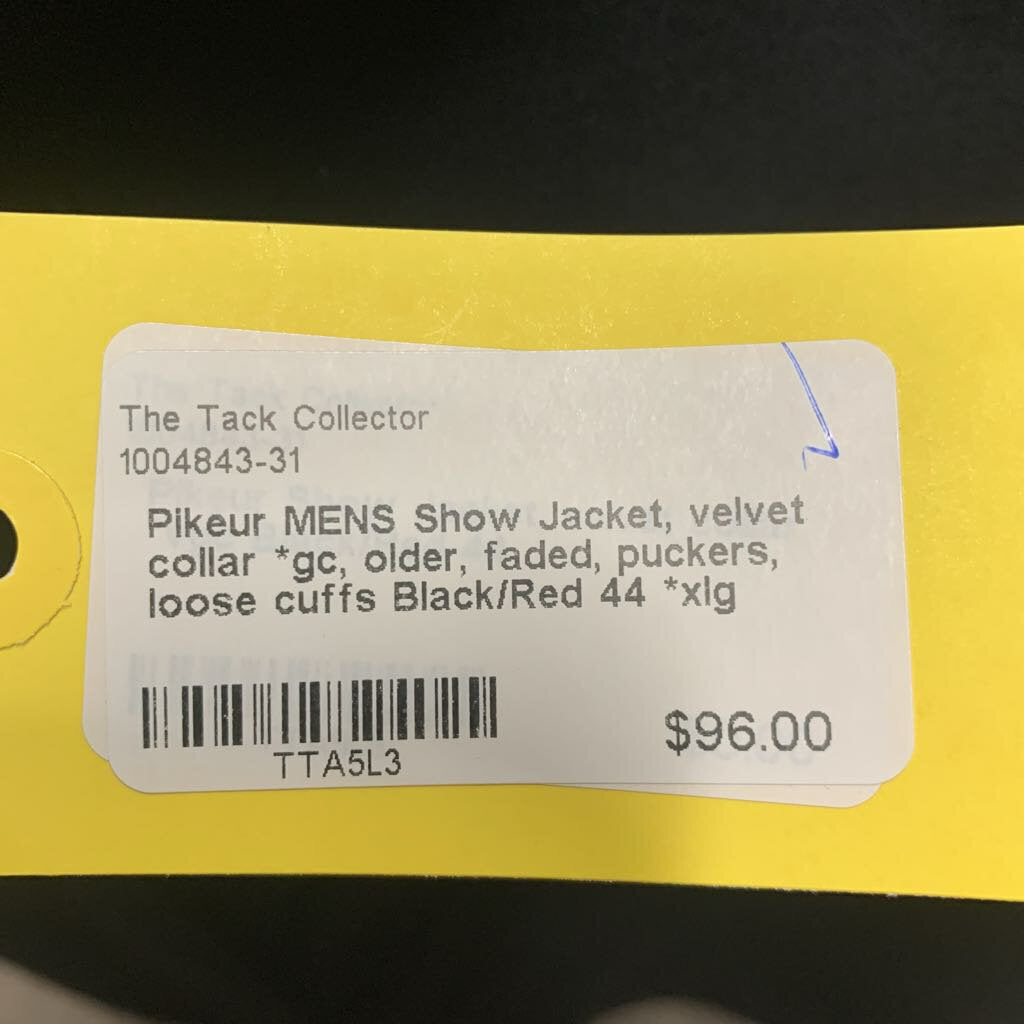 The Tack Collector
1004843-31
Pikeur MENS Show Jacket, velvet
collar *gc, older, faded, puckers,
loose cuffs Black/Red 44 *xlg
TTA5L3
$96.00